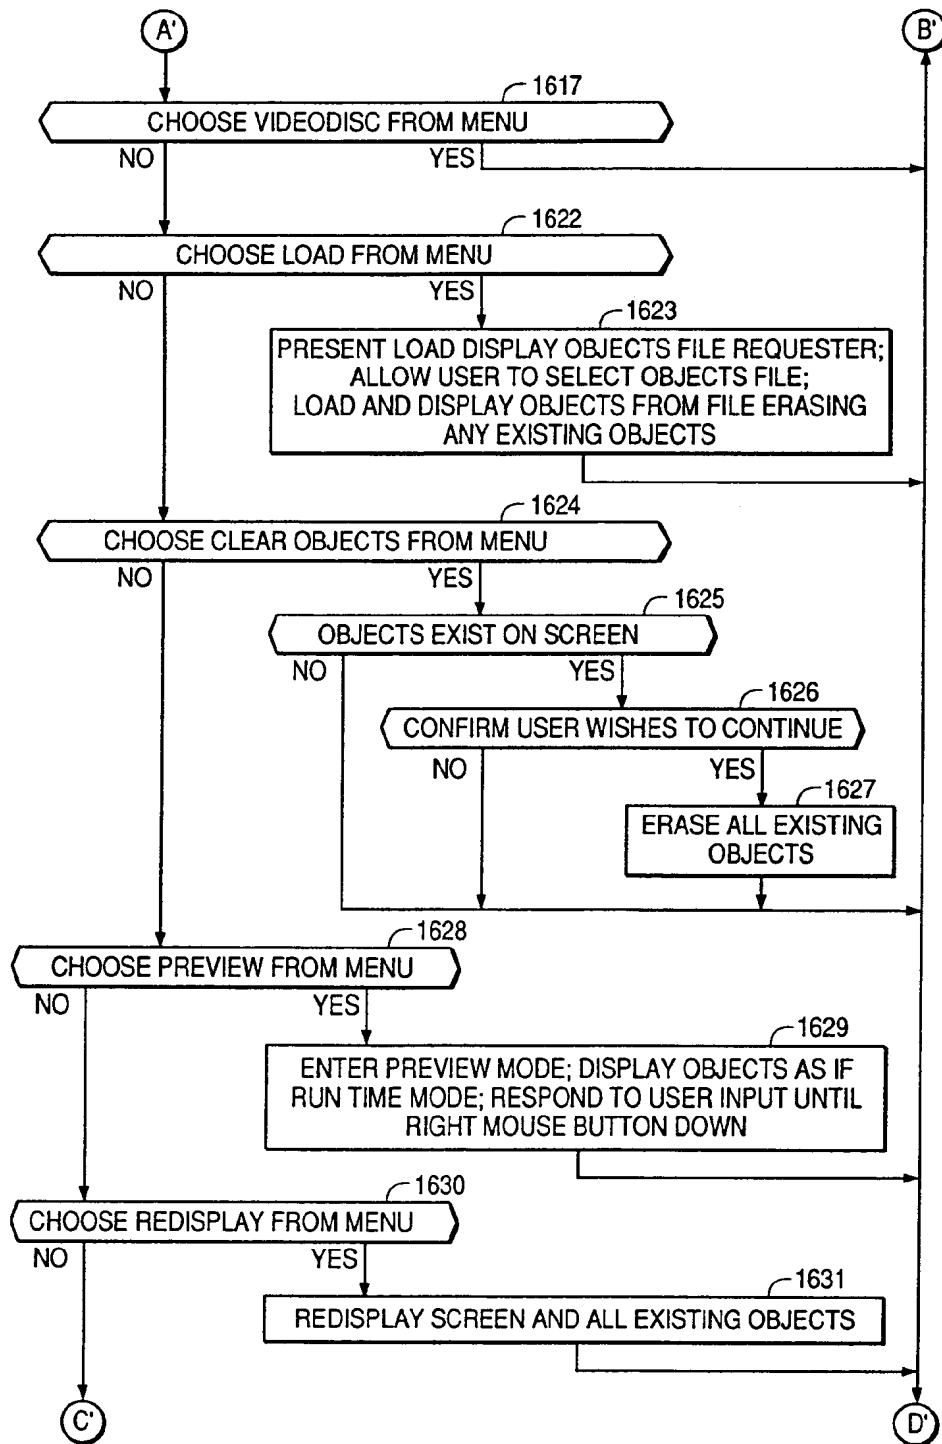 A'
B'
1617
CHOOSE VIDEODISC FROM MENU
NO
YES
1622
CHOOSE LOAD FROM MENU
NO
YES
1623
PRESENT LOAD DISPLAY OBJECTS FILE REQUESTER;
ALLOW USER TO SELECT OBJECTS FILE;
LOAD AND DISPLAY OBJECTS FROM FILE ERASING
ANY EXISTING OBJECTS
1624
CHOOSE CLEAR OBJECTS FROM MENU
NO
YES
1625
OBJECTS EXIST ON SCREEN
NO
YES
1626
CONFIRM USER WISHES TO CONTINUE
NO
YES
1627
ERASE ALL EXISTING
OBJECTS
1628
CHOOSE PREVIEW FROM MENU
NO
YES
1629
ENTER PREVIEW MODE; DISPLAY OBJECTS AS IF
RUN TIME MODE; RESPOND TO USER INPUT UNTIL
RIGHT MOUSE BUTTON DOWN
1630
CHOOSE REDISPLAY FROM MENU
NO
YES
1631
REDISPLAY SCREEN AND ALL EXISTING OBJECTS
C'
D'